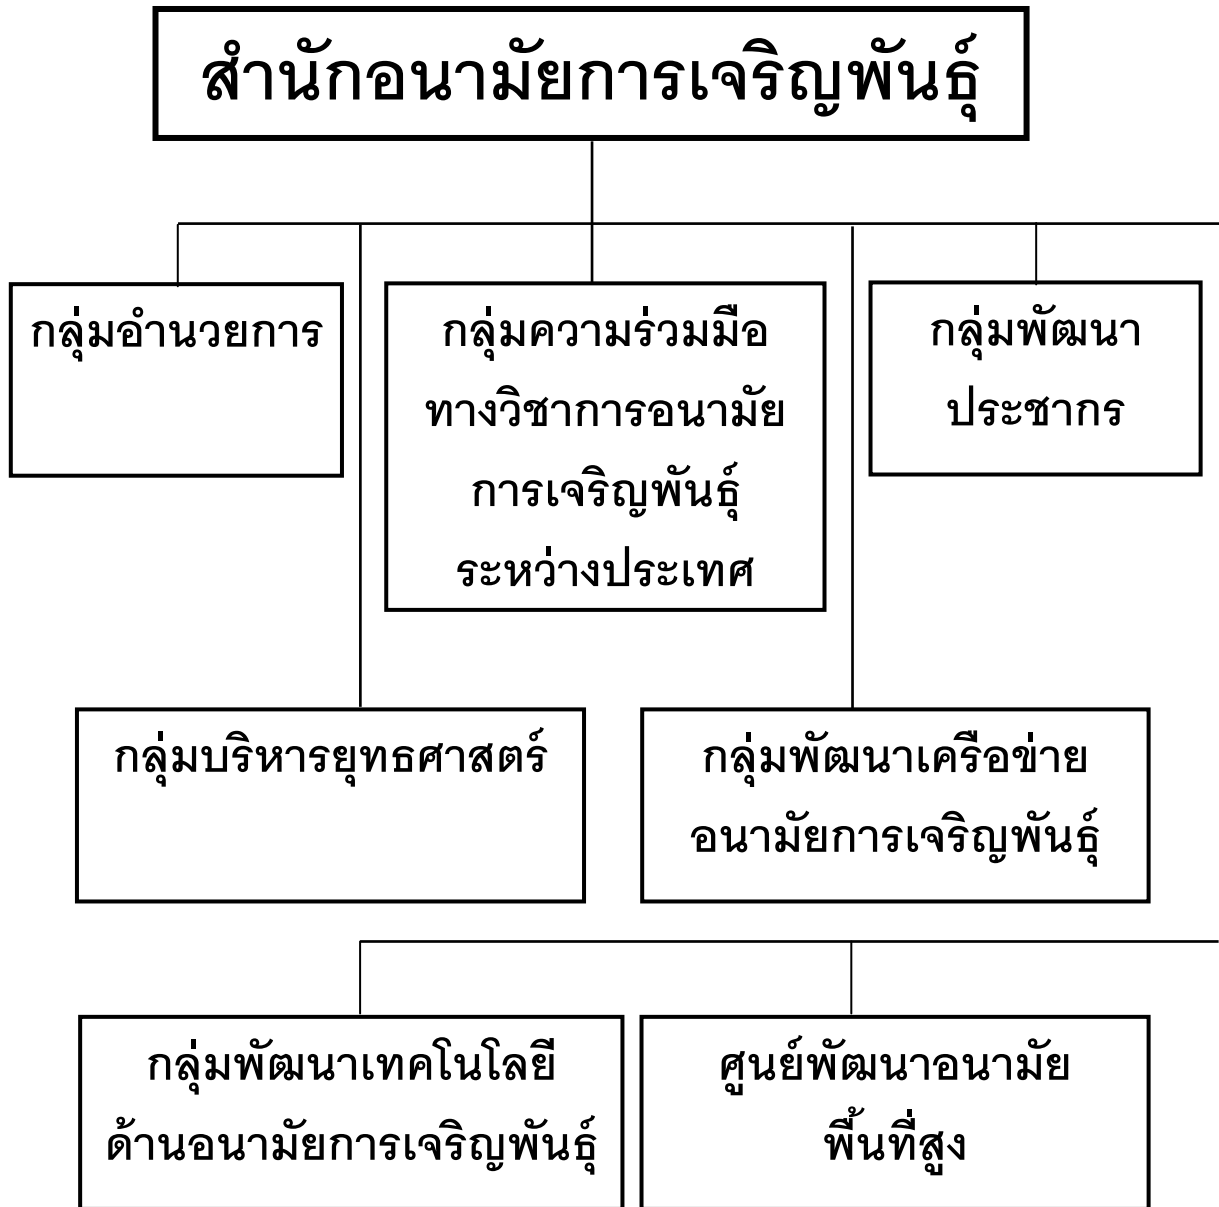 สำนักอนามัยการเจริญพันธุ์
กลุ่มอำนวยการ
กลุ่มความร่วมมือ
ทางวิชาการอนามัย
การเจริญพันธุ์
ระหว่างประเทศ
กลุ่มพัฒนา
ประชากร
กลุ่มบริหารยุทธศาสตร์
กลุ่มพัฒนาเครือข่าย
อนามัยการเจริญพันธุ์
กลุ่มพัฒนาเทคโนโลยี
ด้านอนามัยการเจริญพันธุ์
ศูนย์พัฒนาอนามัย
พื้นที่สูง